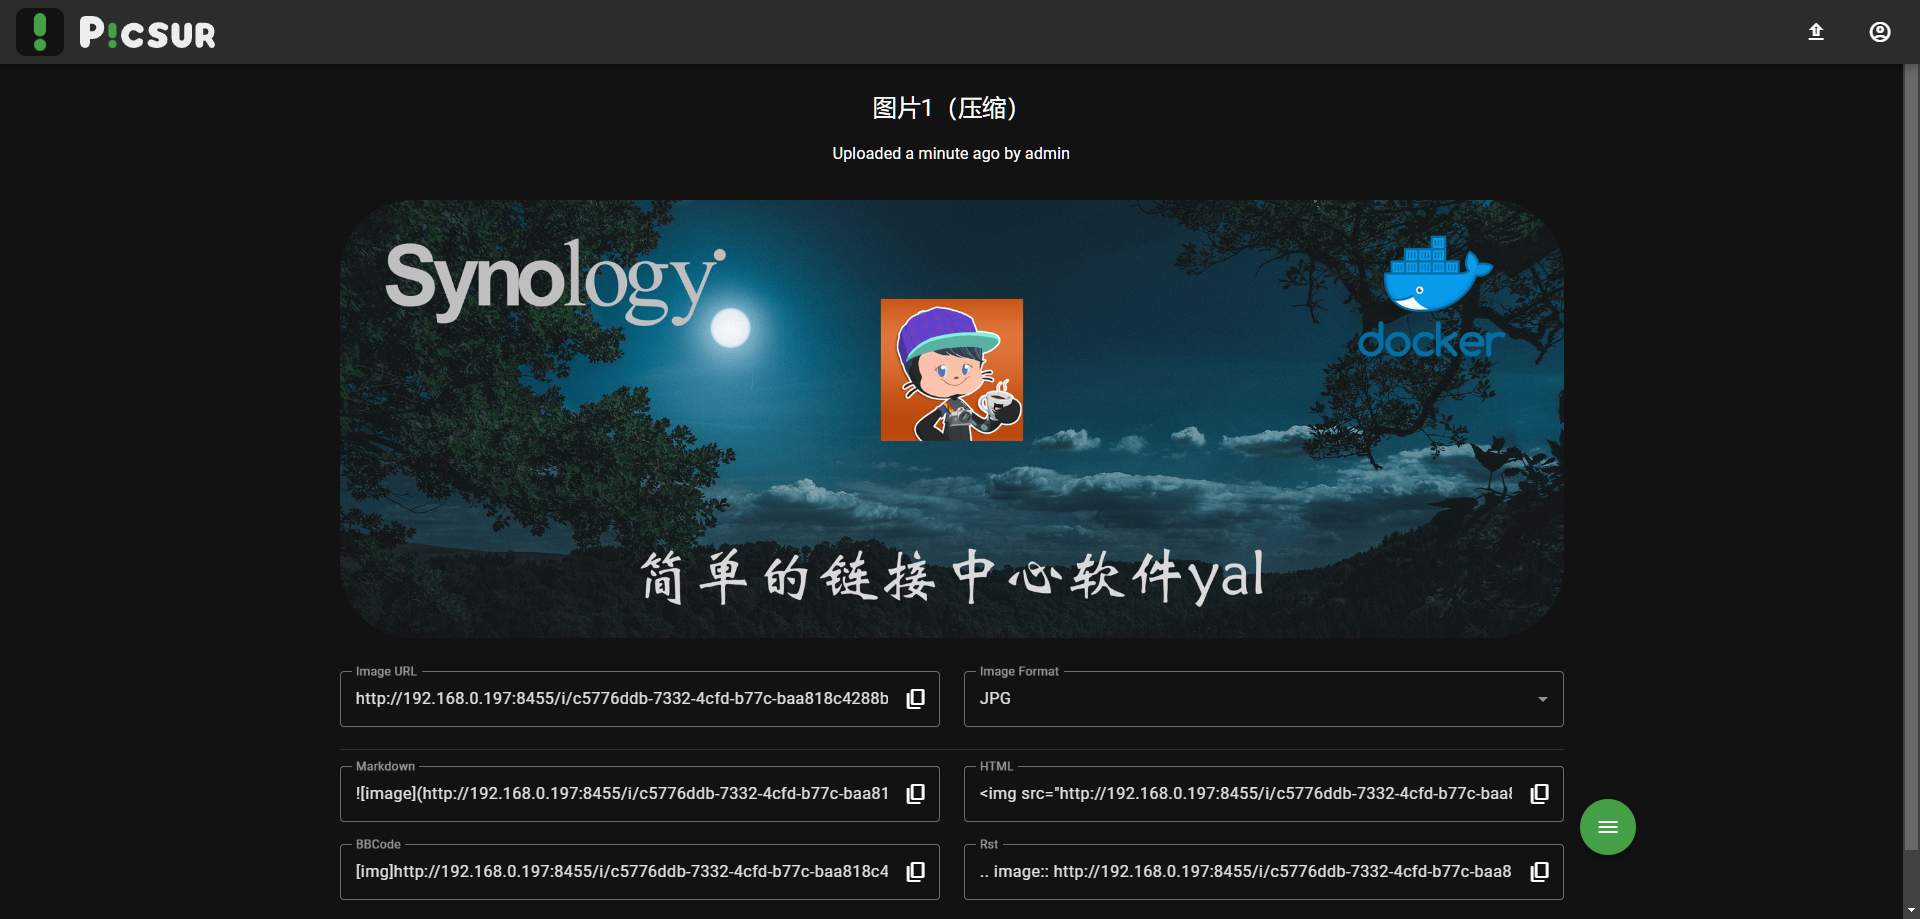 P!CSUR
图片1（压缩）
Uploaded a minute ago by admin
Synology
docker
简单的链接中心软件yal
Image URL
http://192.168.0.197:8455/i/c5776ddb-7332-4cfd-b77c-baa818c4288b
Image Format
JPG
Markdown
![image](http://192.168.0.197:8455/i/c5776ddb-7332-4cfd-b77c-baa81
HTML
<img src="http://192.168.0.197:8455/i/c5776ddb-7332-4cfd-b77c-baa8
BBCode
[img]http://192.168.0.197:8455/i/c5776ddb-7332-4cfd-b77c-baa818c4
Rst
.. image:: http://192.168.0.197:8455/i/c5776ddb-7332-4cfd-b77c-baa8